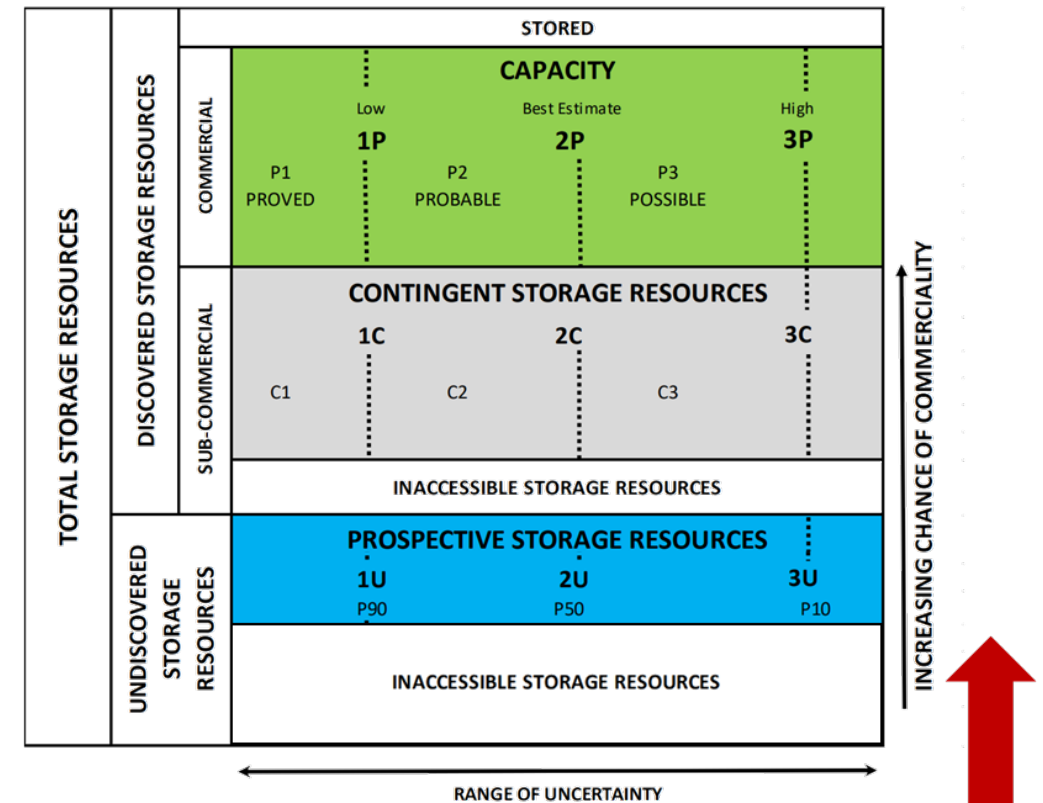 STORED
CAPACITY
Low Best Estimate High
1P 2P 3P
P1 P2 P3
PROVED PROBABLE POSSIBLE
CONTINGENT STORAGE RESOURCES
1C 2C 3C
C1 C2 C3
INACCESSIBLE STORAGE RESOURCES
PROSPECTIVE STORAGE RESOURCES
1U 2U 3U
P90 P50 P10
INACCESSIBLE STORAGE RESOURCES
TOTAL STORAGE RESOURCES
DISCOVERED STORAGE RESOURCES
COMMERCIAL
SUB-COMMERCIAL
UNDISCOVERED
STORAGE
RESOURCES
INCREASING CHANCE OF COMMERCIALITY
RANGE OF UNCERTAINTY